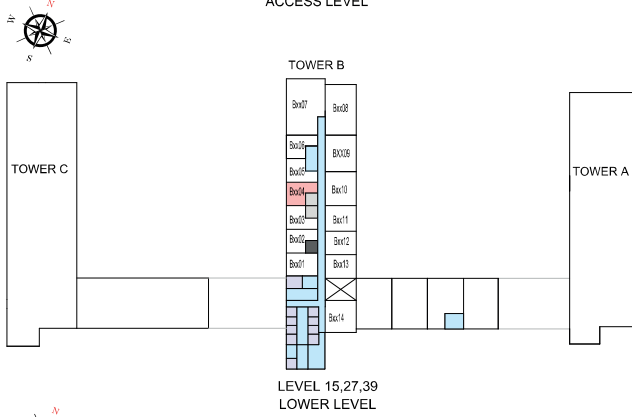 ACCESS LEVEL
N
W
E
S
TOWER B
Bxx07
Bxx08
Bxx06
BXX09
Bxx05
TOWER C
TOWER A
Bxx04
Bxx10
Bxx03
Bxx11
Bxx02
Bxx12
Bxx01
Bxx13
Bxx14
LEVEL 15,27,39
LOWER LEVEL
N